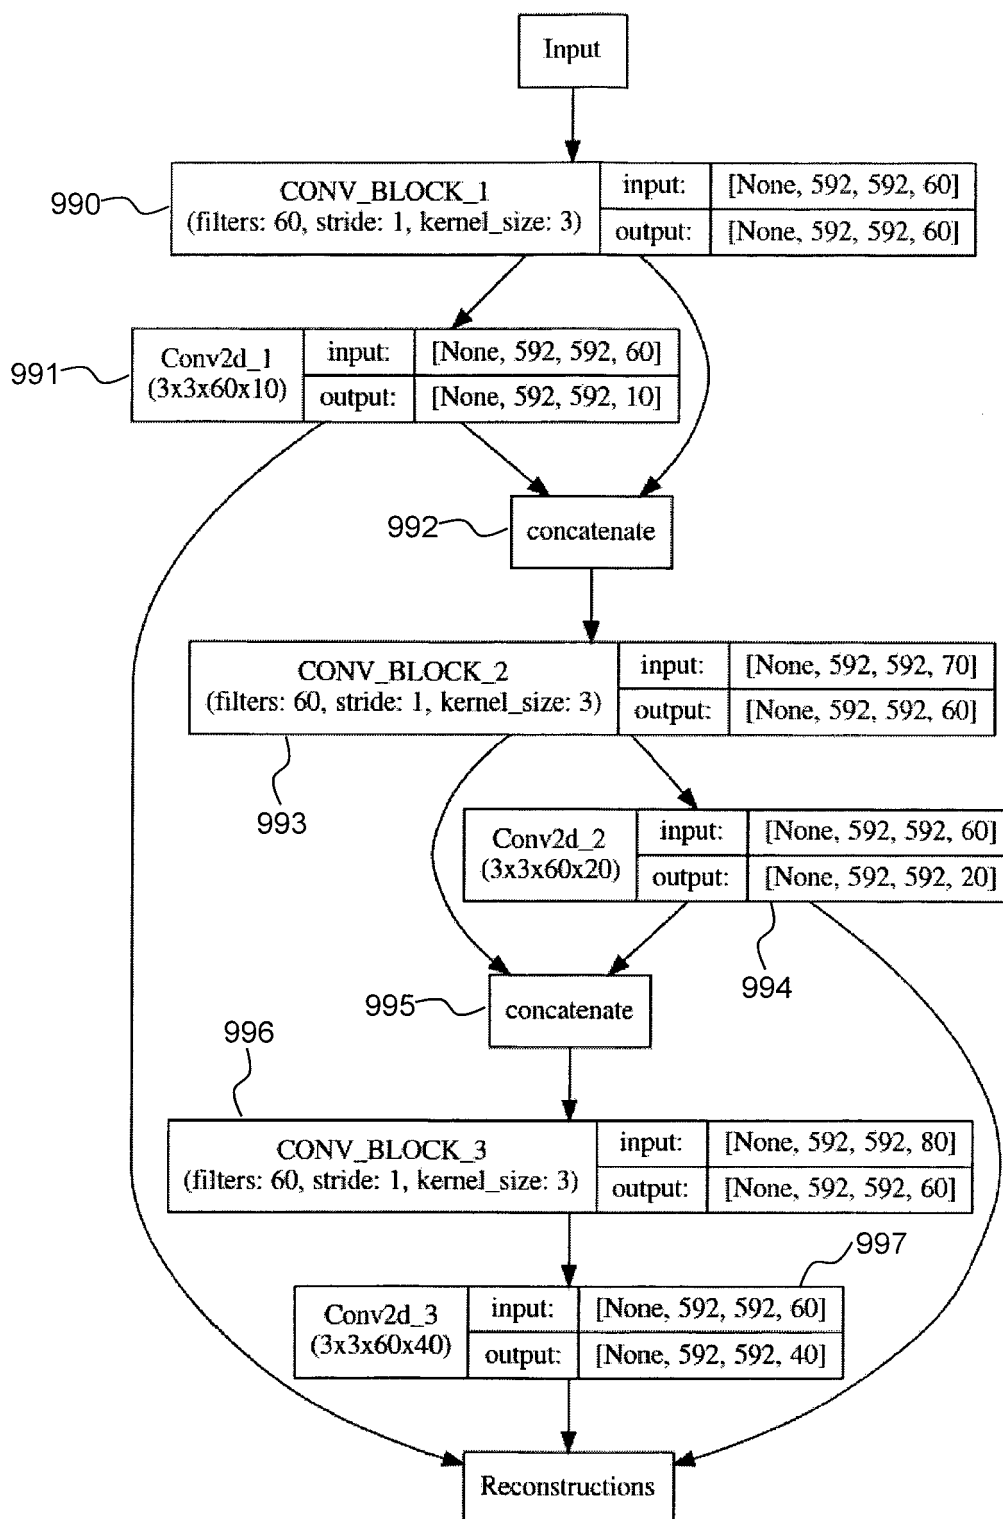 Input
990
CONV_BLOCK_1
(filters: 60, stride: 1, kernel_size: 3)
input:
[None, 592, 592, 60]
output:
[None, 592, 592, 60]
991
Conv2d_1
(3x3x60x10)
input:
[None, 592, 592, 60]
output:
[None, 592, 592, 10]
992
concatenate
CONV_BLOCK_2
(filters: 60, stride: 1, kernel_size: 3)
input:
[None, 592, 592, 70]
output:
[None, 592, 592, 60]
993
Conv2d_2
(3x3x60x20)
input:
[None, 592, 592, 60]
output:
[None, 592, 592, 20]
994
995
concatenate
996
CONV_BLOCK_3
(filters: 60, stride: 1, kernel_size: 3)
input:
[None, 592, 592, 80]
output:
[None, 592, 592, 60]
997
Conv2d_3
(3x3x60x40)
input:
[None, 592, 592, 60]
output:
[None, 592, 592, 40]
Reconstructions